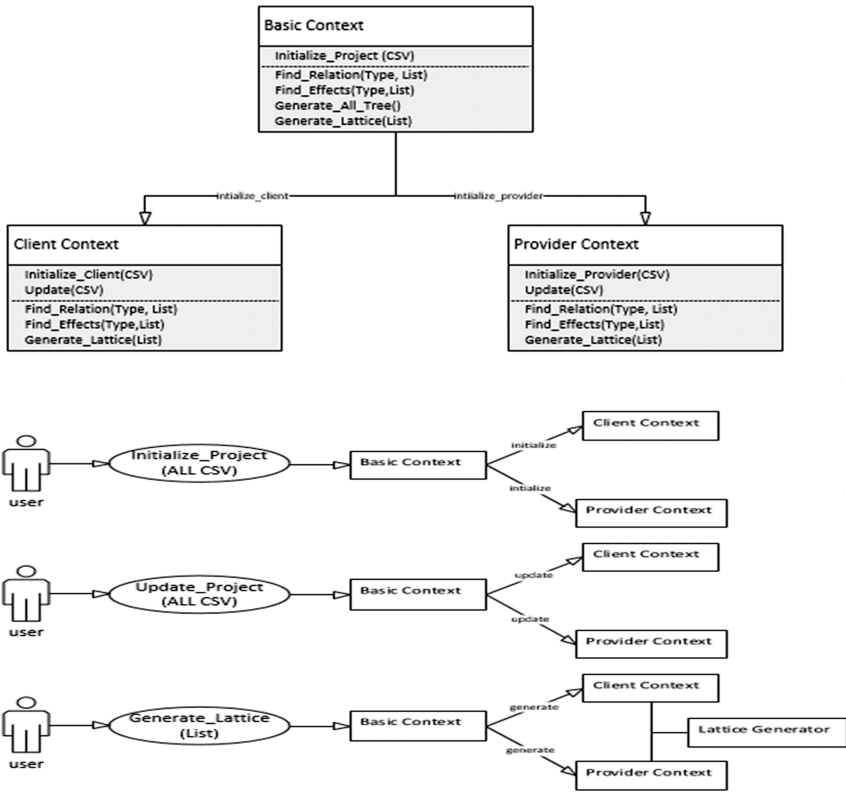 Basic Context
Initialize_Project (CSV)
Find_Relation(Type, List)
Find_Effects(Type,List)
Generate_All_Tree()
Generate_Lattice(List)
intialize_client
intiialize_provider
Client Context
Initialize_Client(CSV)
Update(CSV)
Find_Relation(Type, List)
Find_Effects(Type,List)
Generate_Lattice(List)
Provider Context
Initialize_Provider(CSV)
Update(CSV)
Find_Relation(Type, List)
Find_Effects(Type,List)
Generate_Lattice(List)
user
Initialize_Project
(ALL CSV)
Basic Context
initialize
intialize
Client Context
Provider Context
user
Update_Project
(ALL CSV)
Basic Context
update
update
Client Context
Provider Context
user
Generate_Lattice
(List)
Basic Context
generate
generate
Client Context
Lattice Generator
Provider Context